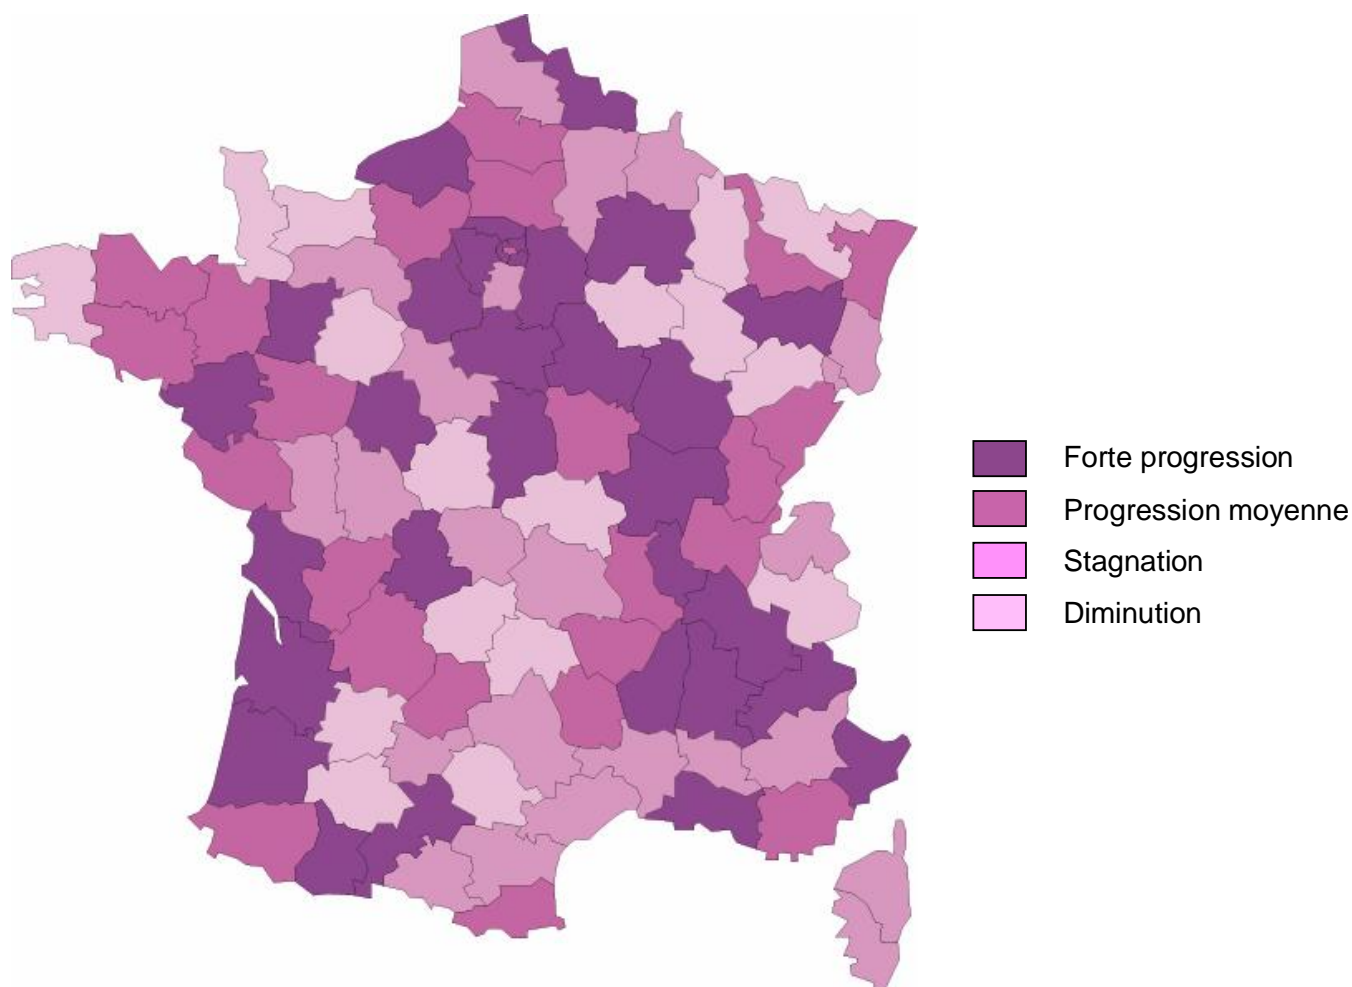 Forte progression
Progression moyenne
Stagnation
Diminution